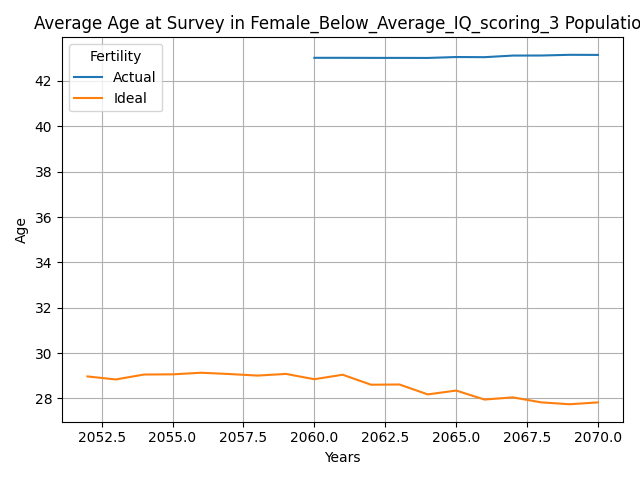 Average Age at Survey in Female_Below_Average_IQ_scoring_3 Populatio
Fertility
Actual
Ideal
42
40
38
36
34
32
30
28
Age
2052.5 2055.0 2057.5 2060.0 2062.5 2065.0 2067.5 2070.0
Years